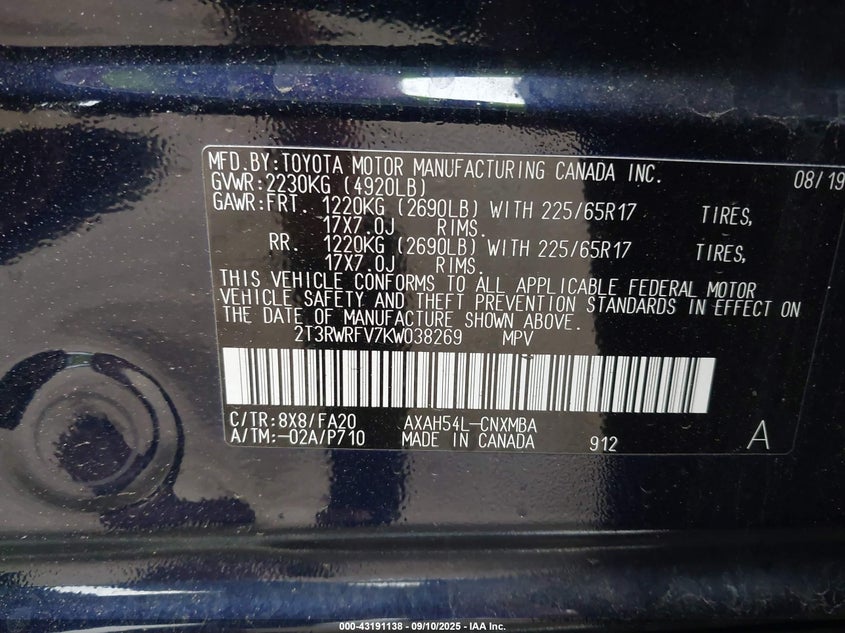 MFD.BY:TOYOTA MOTOR MANUFACTURING CANADA INC. 08/19
GVWR:2230KG (4920LB)
GAWR:FRT. 1220KG (2690LB) WITH 225/65R17 TIRES,
17X7.0J RIMS.
RR. 1220KG (2690LB) WITH 225/65R17 TIRES,
17X7.0J RIMS.
THIS VEHICLE CONFORMS TO ALL APPLICABLE FEDERAL MOTOR
VEHICLE SAFETY AND THEFT PREVENTION STANDARDS IN EFFECT ON
THE DATE OF MANUFACTURE SHOWN ABOVE.
2T3RWRFV7KW038269 MPV
C/TR:8X8/FA20 AXAH54L-CNXMBA
A/TM:-02A/P710 MADE IN CANADA 912 A
000-43191138 - 09/10/2025 - IAA Inc.